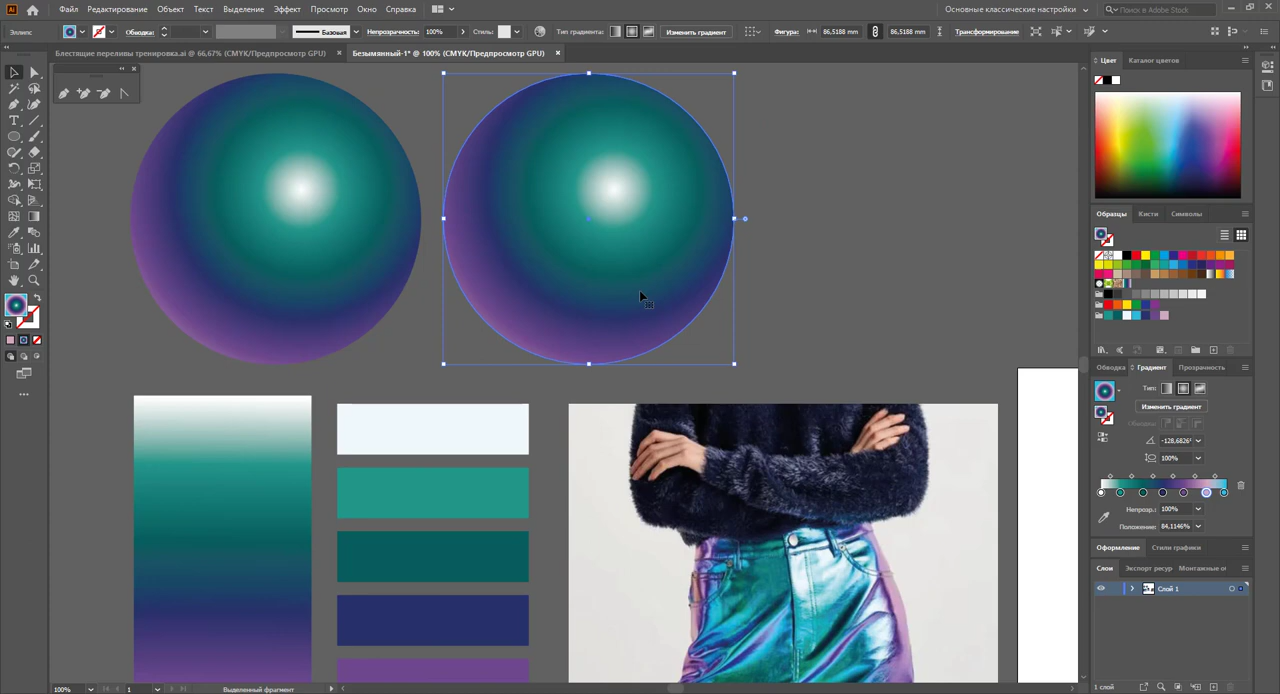 Ai Файл Редактирование Объект Текст Выделение Эффект Просмотр Окно Справка Основные классические настройки Поиск в Adobe Stock
Эллипс Обводка: Базовая Непрозрачность: 100% Стиль: Тип градиента: Изменить градиент Фигура: 86,5188 mm 86,5188 mm Трансформирование
Блестящие переливы тренировка.ai @ 66,67% (CMYK/Предпросмотр GPU) Безымянный-1* @ 100% (CMYK/Предпросмотр GPU)
Цвет Каталог цветов
Образцы Кисти Символы
Обводка Градиент Прозрачность
Тип:
Изменить градиент
Обводка:
-128,6826°
100%
Непрозр.: 100%
Положение: 84,1146%
Оформление Стили графики
Слои Экспорт ресур Монтажные об
Слой 1
1 слой
100% 1 Выделенный фрагмент